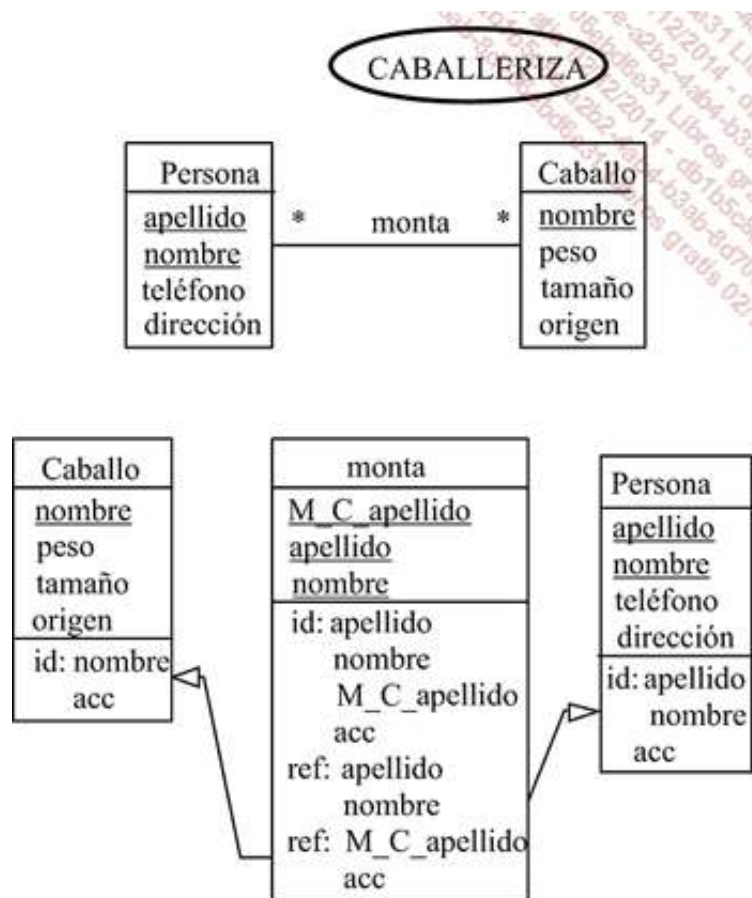 CABALLERIZA
Persona
apellido
nombre
teléfono
dirección
* monta *
Caballo
nombre
peso
tamaño
origen
Caballo
nombre
peso
tamaño
origen
id: nombre
acc
monta
M_C_apellido
apellido
nombre
id: apellido
nombre
M_C_apellido
acc
ref: apellido
nombre
ref: M_C_apellido
acc
Persona
apellido
nombre
teléfono
dirección
id: apellido
nombre
acc